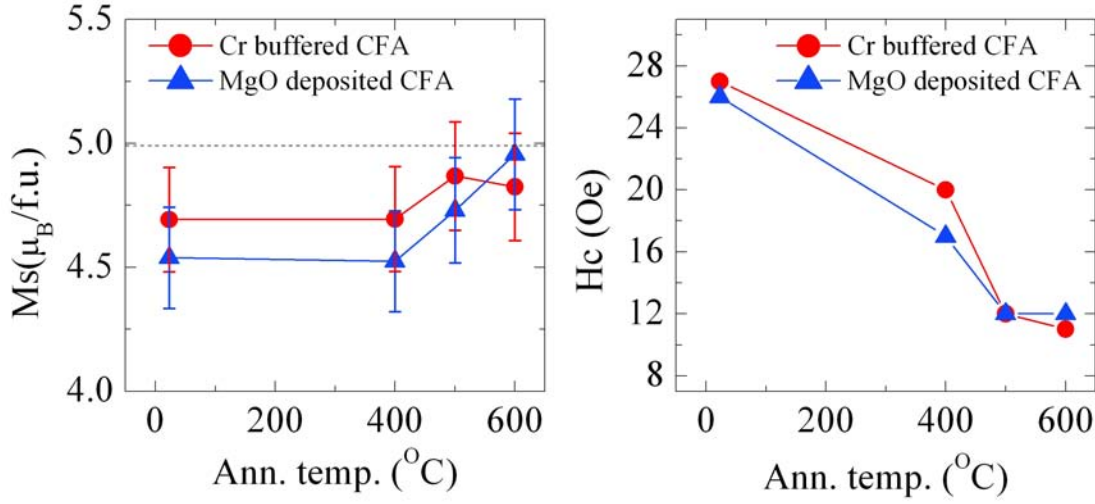 5.5
5.0
4.5
4.0
Ms(μB/f.u.)
Cr buffered CFA
MgO deposited CFA
0 200 400 600
Ann. temp. (OC)
28
24
20
16
12
8
Hc (Oe)
Cr buffered CFA
MgO deposited CFA
0 200 400 600
Ann. temp. (OC)